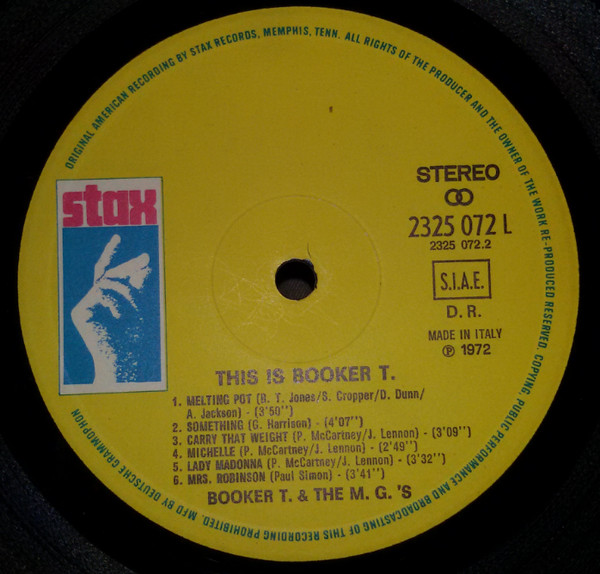 ORIGINAL AMERICAN RECORDING BY STAX RECORDS, MEMPHIS, TENN. ALL RIGHTS OF THE PRODUCER AND THE OWNER OF THE WORK RE-PRODUCED RESERVED. COPYING, PUBLIC PERFORMANCE AND BROADCASTING OF THIS RECORDING PROHIBITED. MFD BY DEUTSCHE GRAMMOPHON
stax
STEREO
2325 072 L
2325 072.2
S.I.A.E.
D. R.
MADE IN ITALY
℗ 1972
THIS IS BOOKER T.
1. MELTING POT (B. T. Jones/S. Cropper/D. Dunn/
A. Jackson) - (3'50'')
2. SOMETHING (G. Harrison) - (4'07'')
3. CARRY THAT WEIGHT (P. McCartney/J. Lennon) - (3'09'')
4. MICHELLE (P. McCartney/J. Lennon) - (2'49'')
5. LADY MADONNA (P. McCartney/J. Lennon) - (3'32'')
6. MRS. ROBINSON (Paul Simon) - (3'41'')
BOOKER T. & THE M. G. 'S